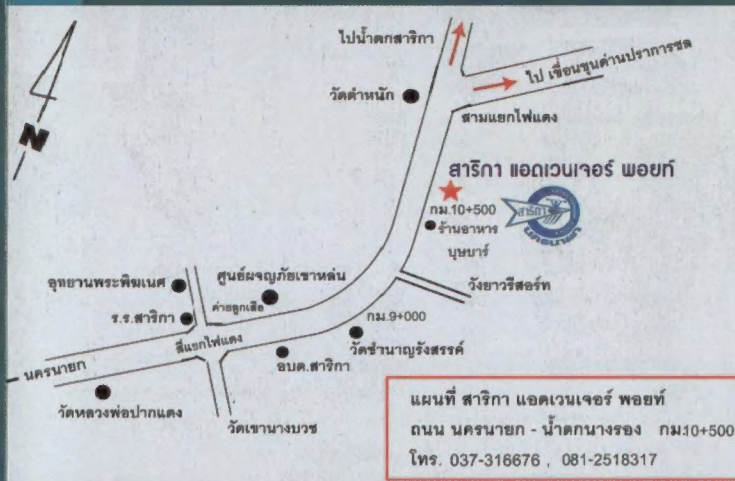 ไปน้ำตกสาริกา
ไป เขื่อนขุนด่านปราการชล
วัดตำหนัก
สามแยกไฟแดง
N
สาริกา แอดเวนเจอร์ พอยท์
กม.10+500
ร้านอาหาร
บุษบาร์
สาริกา
นครนายก
อุทยานพระพิฆเนศ
ศูนย์ผจญภัยเขาหล่น
วังยาวรีสอร์ท
ค่ายลูกเสือ
ร.ร.สาริกา
กม.9+000
สี่แยกไฟแดง
นครนายก
อบต.สาริกา
วัดชำนาญรังสรรค์
วัดหลวงพ่อปากแดง
วัดเขานางบวช
แผนที่ สาริกา แอดเวนเจอร์ พอยท์
ถนน นครนายก - น้ำตกนางรอง กม.10+500
โทร. 037-316676 , 081-2518317